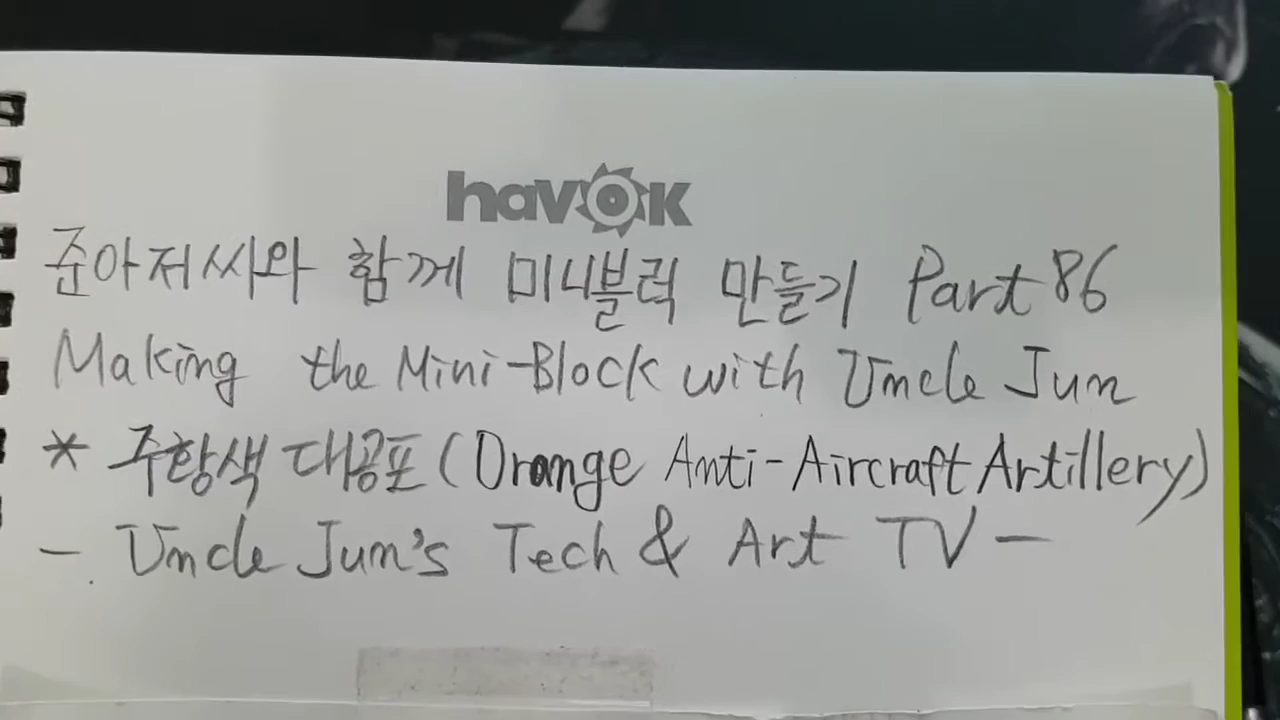 havok
준아저씨와 함께 미니블럭 만들기 Part 86
Making the Mini-Block with Uncle Jun
* 주황색 대공포 (Orange Anti-Aircraft Artillery)
- Uncle Jun's Tech & Art TV -